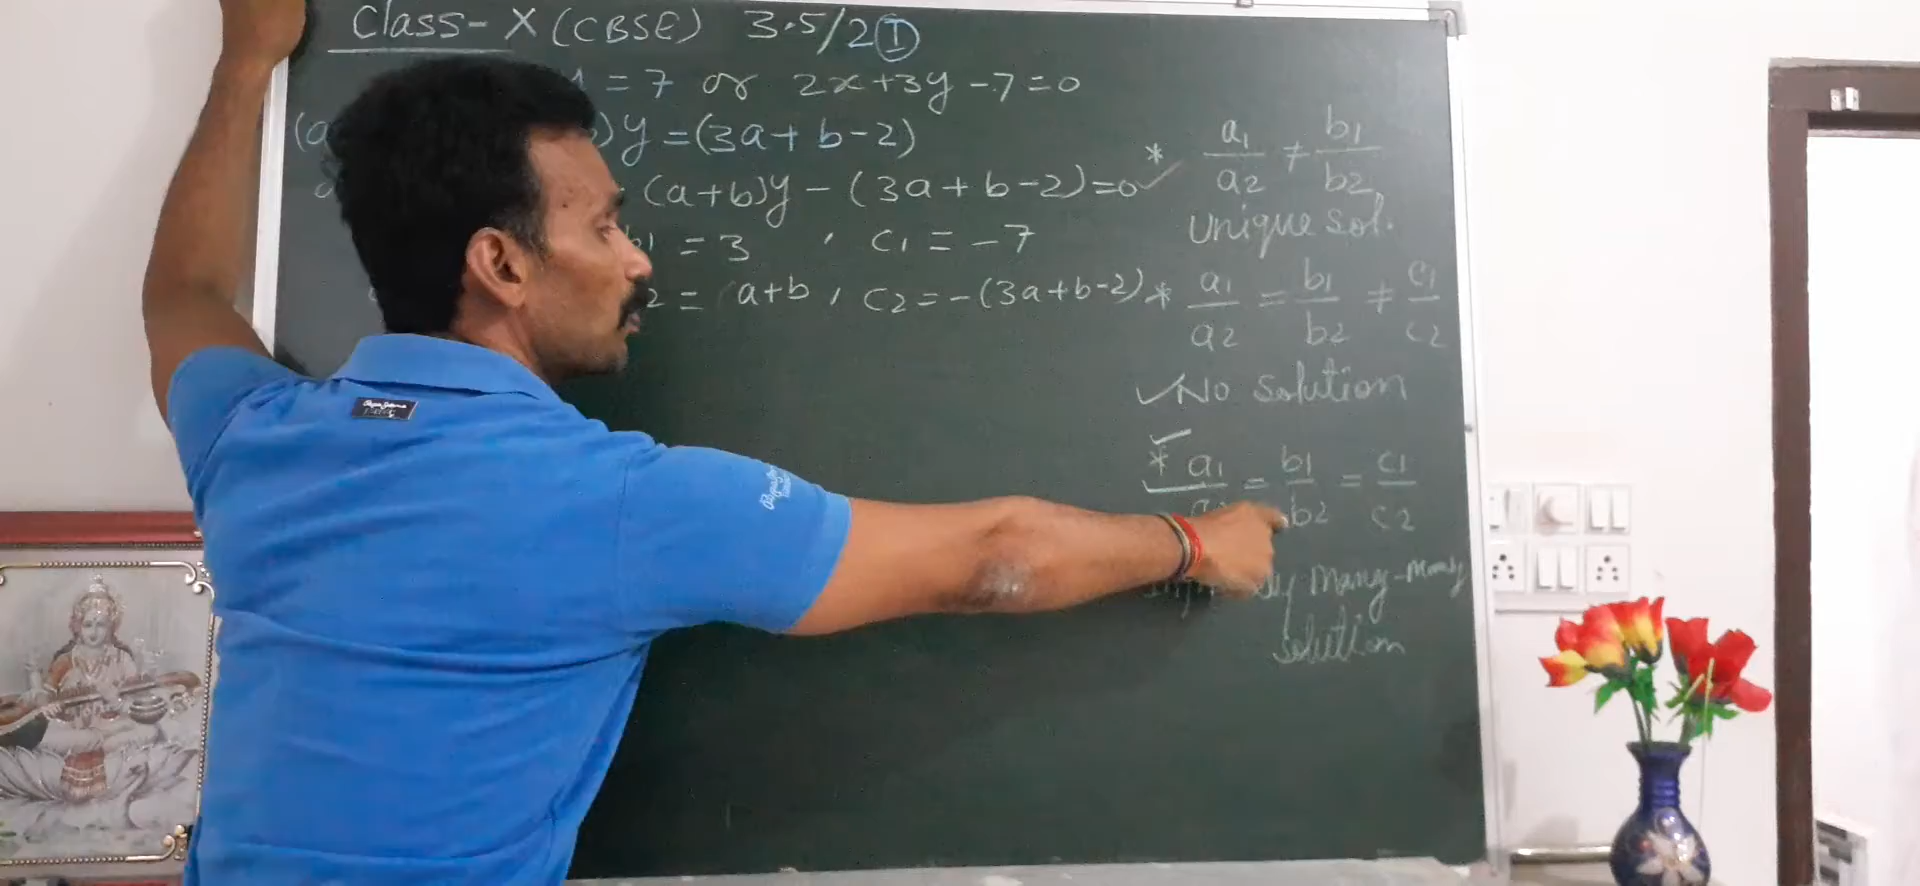 Class- X (CBSE) 3.5/2 I
= 7 or 2x+3y-7=0
(a )y=(3a+b-2)
(a+b)y-(3a+b-2)=0 ✓
b1 = 3 , c1 = -7
2 = a+b, c2=-(3a+b-2)
* a1/a2 ≠ b1/b2
Unique sol.
* a1/a2 = b1/b2 ≠ c1/c2
✓No Solution
✓
* a1/a2 = b1/b2 = c1/c2
many-many
solution